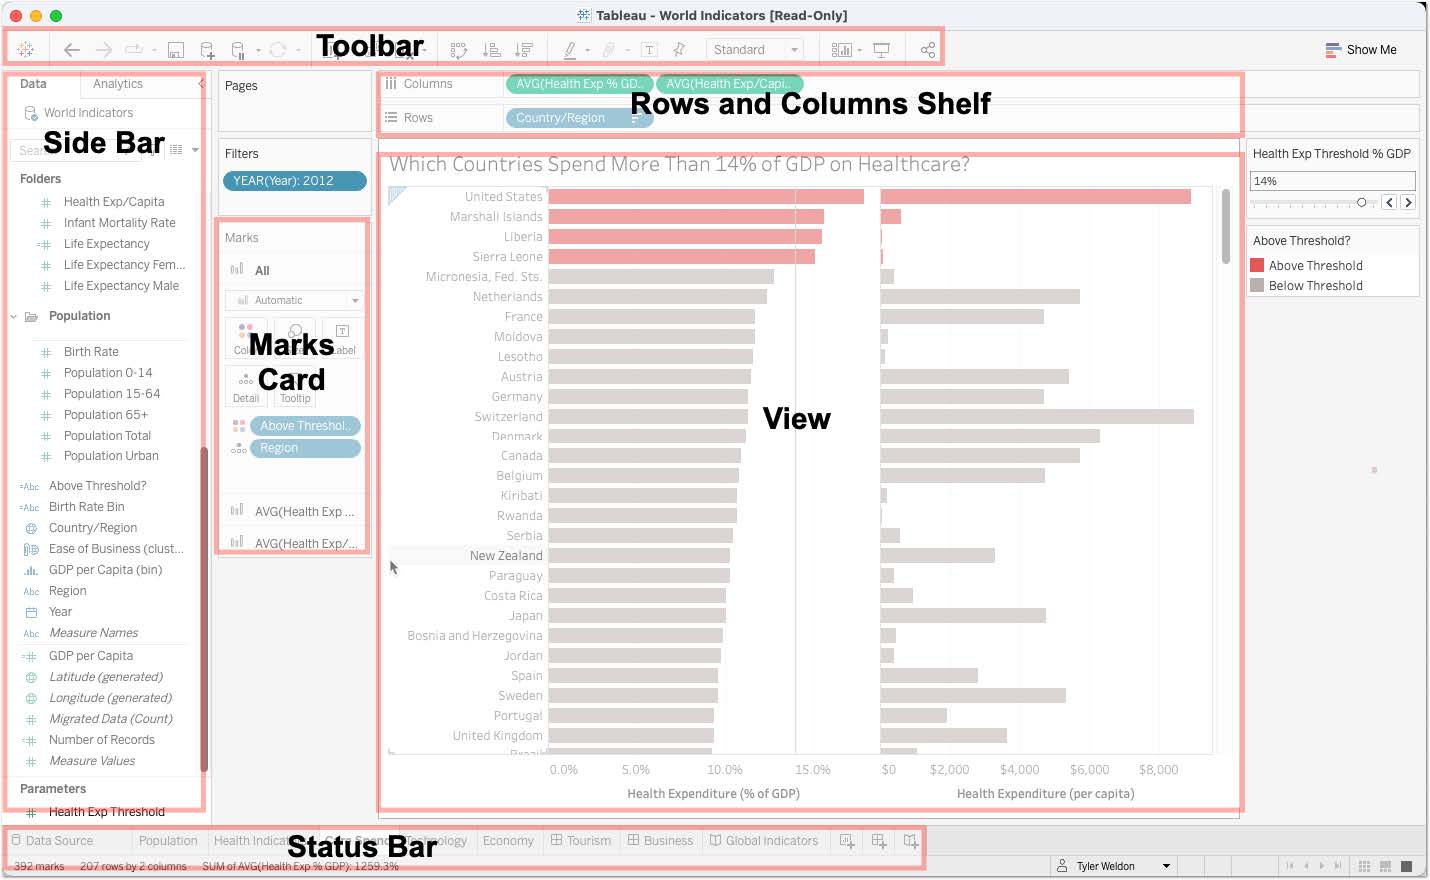 Tableau - World Indicators [Read-Only]
Toolbar
Standard
Show Me
Data
Analytics
World Indicators
Side Bar
Folders
Health Exp/Capita
Infant Mortality Rate
Life Expectancy
Life Expectancy Fem...
Life Expectancy Male
Population
Birth Rate
Population 0-14
Population 15-64
Population 65+
Population Total
Population Urban
Above Threshold?
Birth Rate Bin
Country/Region
Ease of Business (clust...
GDP per Capita (bin)
Region
Year
Measure Names
GDP per Capita
Latitude (generated)
Longitude (generated)
Migrated Data (Count)
Number of Records
Measure Values
Parameters
Health Exp Threshold
Pages
Filters
YEAR(Year): 2012
Marks
All
Automatic
Marks
Card
Label
Detail
Tooltip
Above Threshol..
Region
AVG(Health Exp ...
AVG(Health Exp/...
Columns
AVG(Health Exp % GD..
AVG(Health Exp/Capi..
Rows and Columns Shelf
Rows
Country/Region
Which Countries Spend More Than 14% of GDP on Healthcare?
United States
Marshall Islands
Liberia
Sierra Leone
Micronesia, Fed. Sts.
Netherlands
France
Moldova
Lesotho
Austria
Germany
Switzerland
View
Denmark
Canada
Belgium
Kiribati
Rwanda
Serbia
New Zealand
Paraguay
Costa Rica
Japan
Bosnia and Herzegovina
Jordan
Spain
Sweden
Portugal
United Kingdom
Brazil
0.0% 5.0% 10.0% 15.0%
$0 $2,000 $4,000 $6,000 $8,000
Health Expenditure (% of GDP)
Health Expenditure (per capita)
Health Exp Threshold % GDP
14%
Above Threshold?
Above Threshold
Below Threshold
Data Source
Population
Status Bar
Economy
Tourism
Business
Global Indicators
392 marks
207 rows by 2 columns
SUM of AVG(Health Exp % GDP): 1259.3%
Tyler Weldon